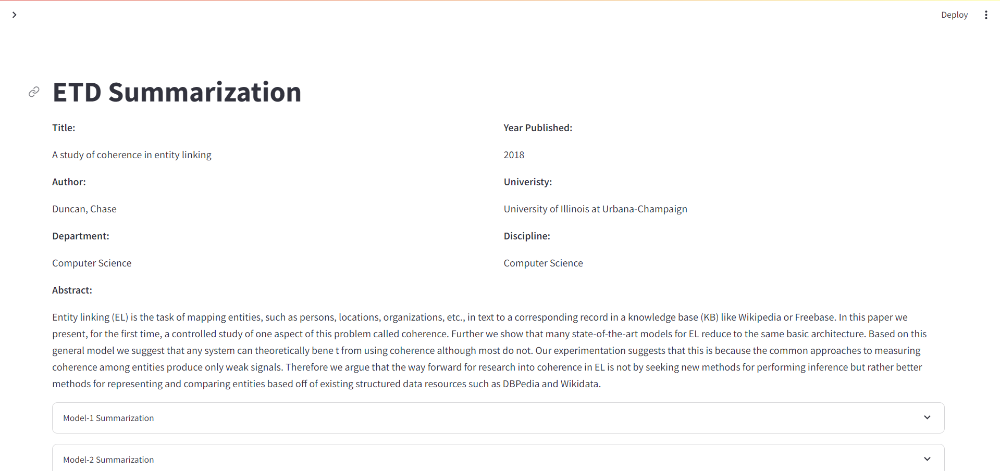 Deploy
ETD Summarization
Title:
Year Published:
A study of coherence in entity linking
2018
Author:
Univeristy:
Duncan, Chase
University of Illinois at Urbana-Champaign
Department:
Discipline:
Computer Science
Computer Science
Abstract:
Entity linking (EL) is the task of mapping entities, such as persons, locations, organizations, etc., in text to a corresponding record in a knowledge base (KB) like Wikipedia or Freebase. In this paper we
present, for the first time, a controlled study of one aspect of this problem called coherence. Further we show that many state-of-the-art models for EL reduce to the same basic architecture. Based on this
general model we suggest that any system can theoretically bene t from using coherence although most do not. Our experimentation suggests that this is because the common approaches to measuring
coherence among entities produce only weak signals. Therefore we argue that the way forward for research into coherence in EL is not by seeking new methods for performing inference but rather better
methods for representing and comparing entities based off of existing structured data resources such as DBPedia and Wikidata.
Model-1 Summarization
Model-2 Summarization